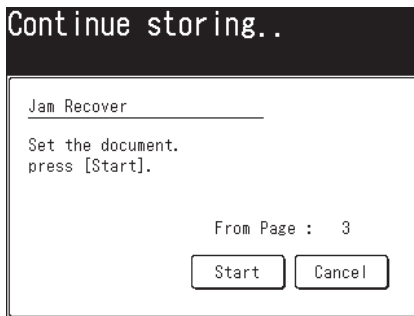 Continue storing..
Jam Recover
Set the document.
press [Start].
From Page : 3
Start Cancel